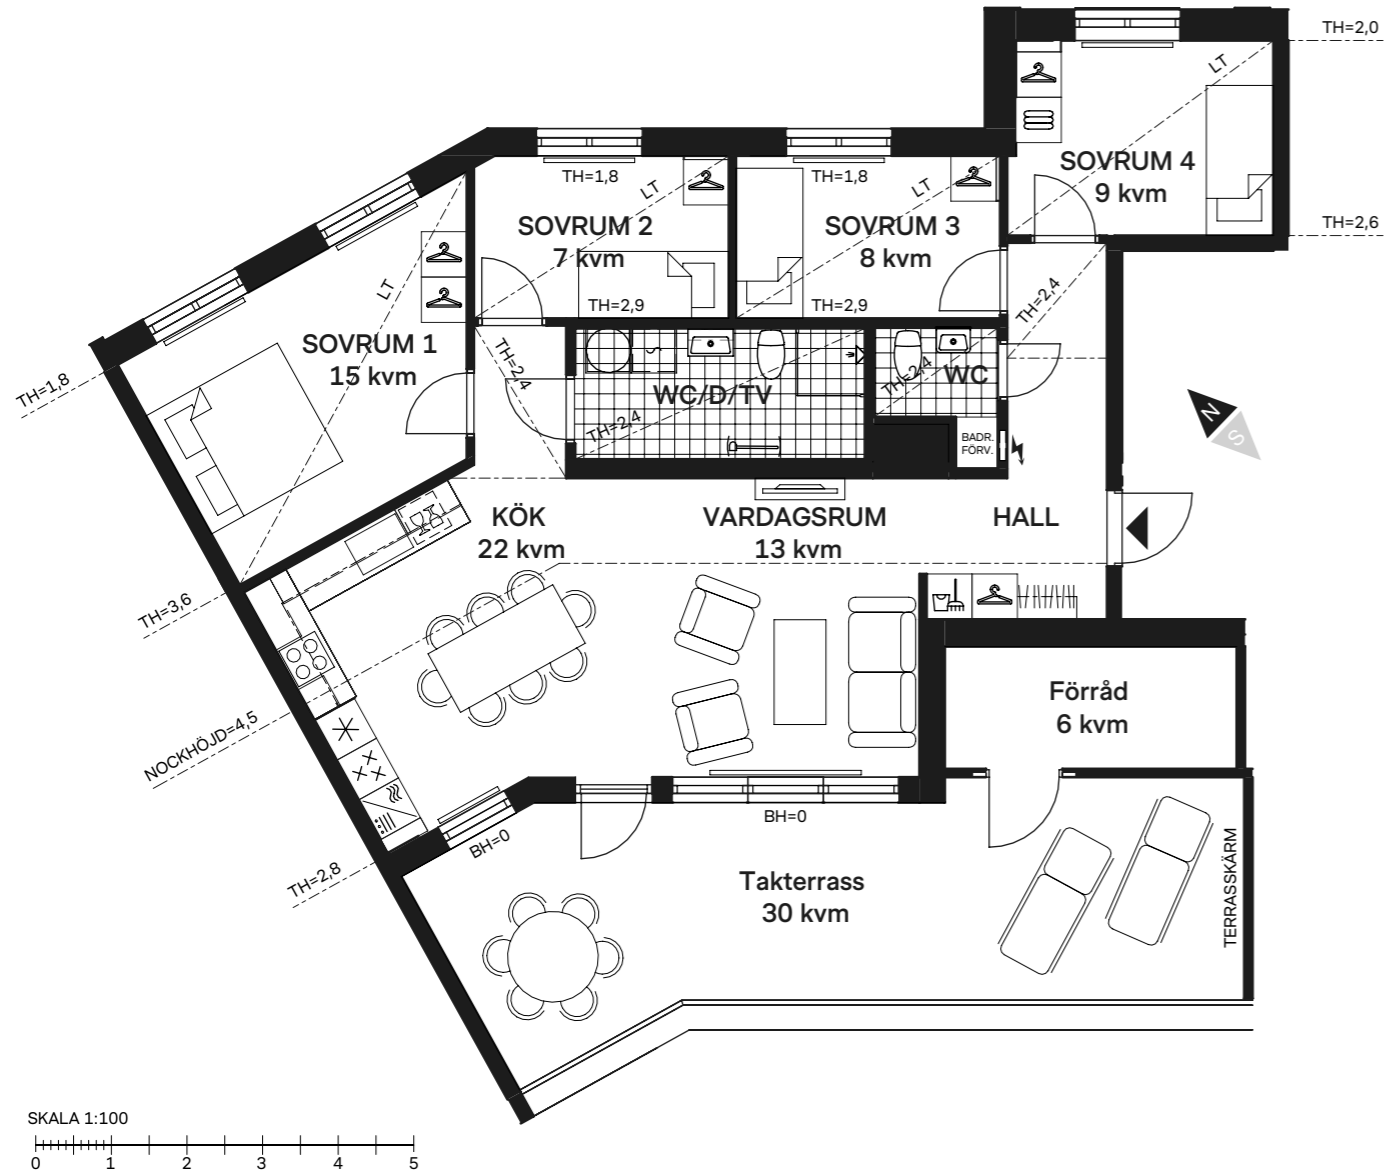 TH=2,0
LT
SOVRUM 4
9 kvm
TH=2,6
TH=1,8
LT
SOVRUM 2
7 kvm
TH=2,9
TH=1,8
LT
SOVRUM 3
8 kvm
TH=2,9
TH=2,4
LT
SOVRUM 1
15 kvm
TH=1,8
TH=2,4
WC/D/TV
TH=2,4
TH=2,4
WC
BADR.
FÖRV.
N
S
KÖK
22 kvm
VARDAGSRUM
13 kvm
HALL
TH=3,6
NOCKHÖJD=4,5
Förråd
6 kvm
TH=2,8
BH=0
BH=0
Takterrass
30 kvm
TERRASSKÄRM
SKALA 1:100
0 1 2 3 4 5